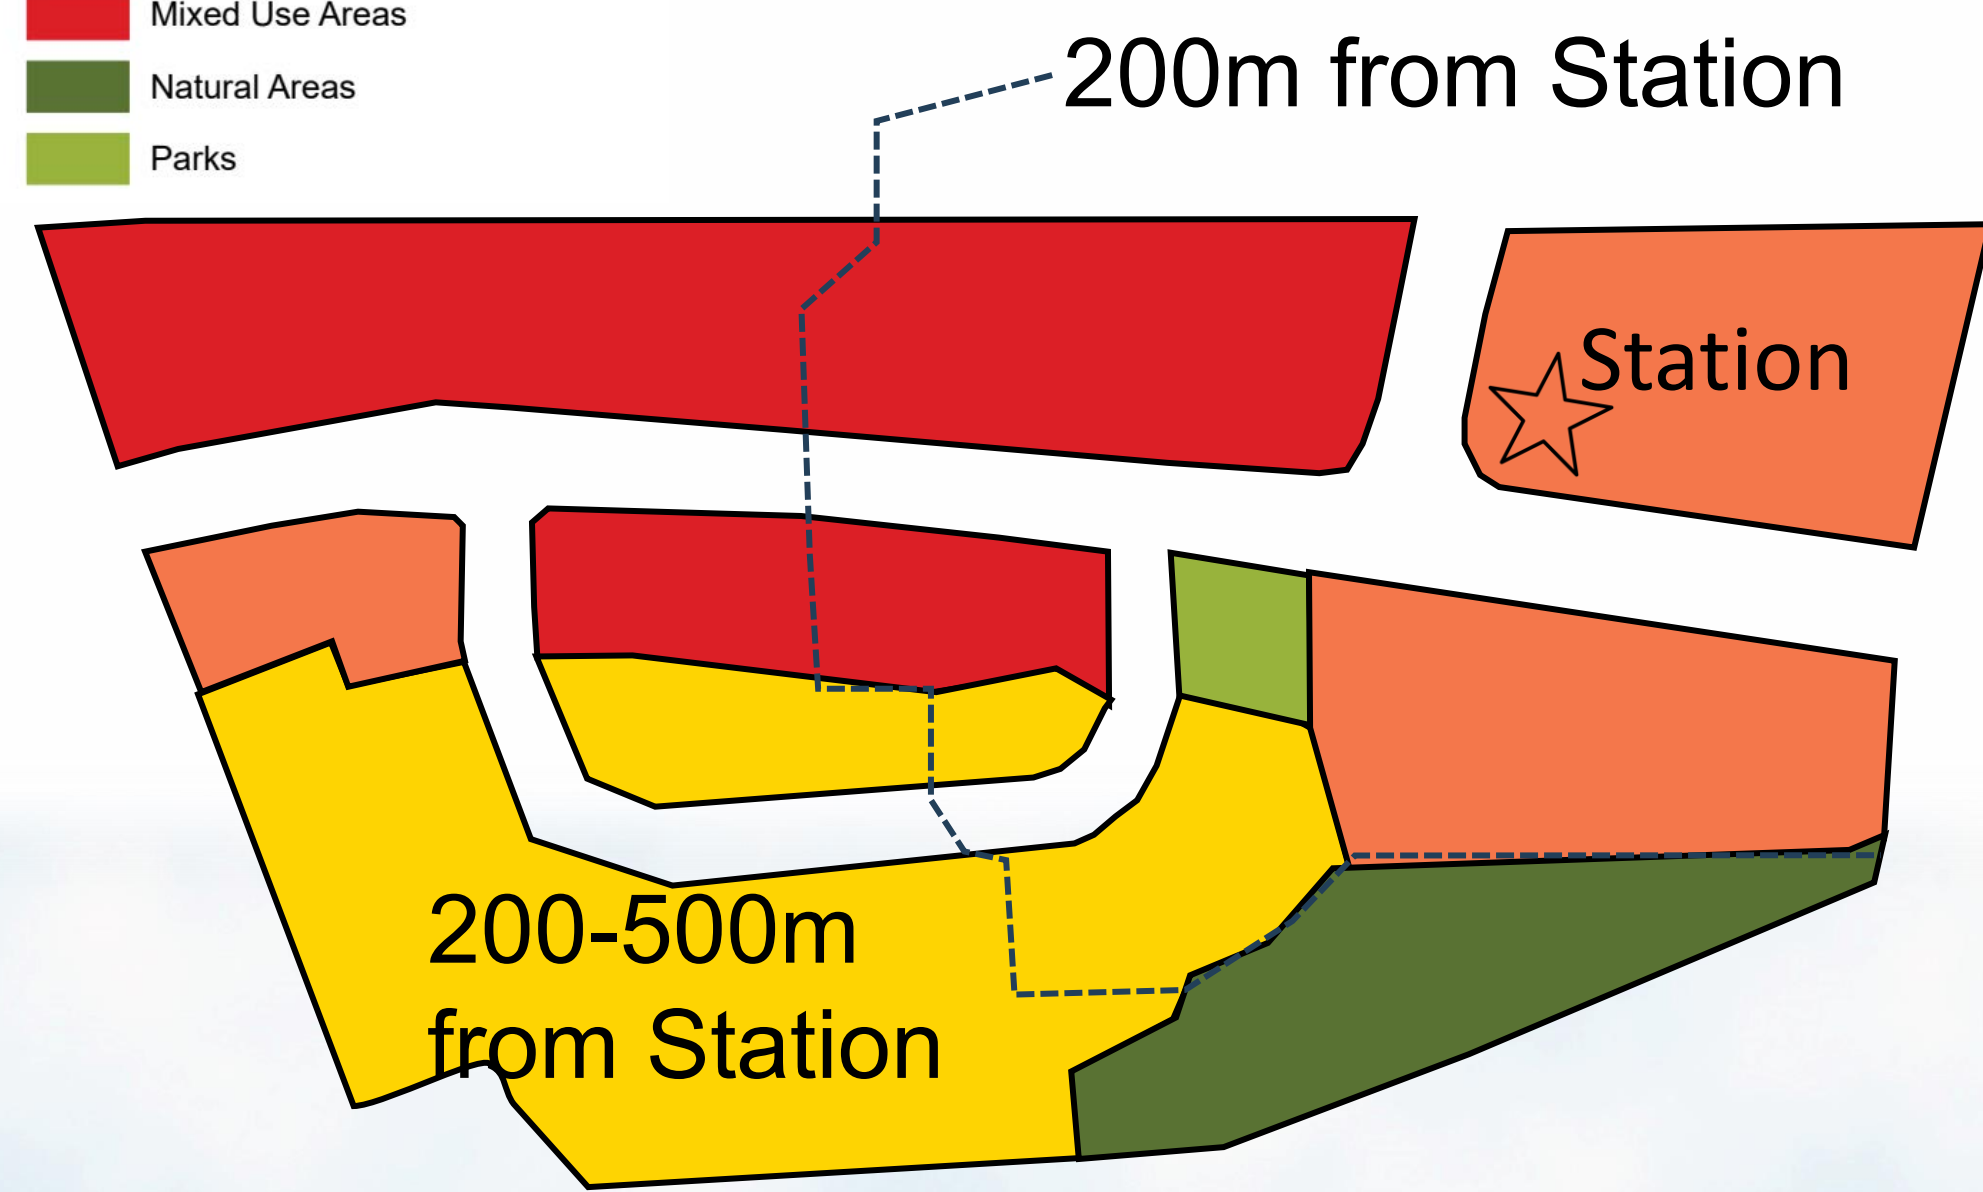 Mixed Use Areas
200m from Station
Natural Areas
Parks
Station
200-500m
from Station